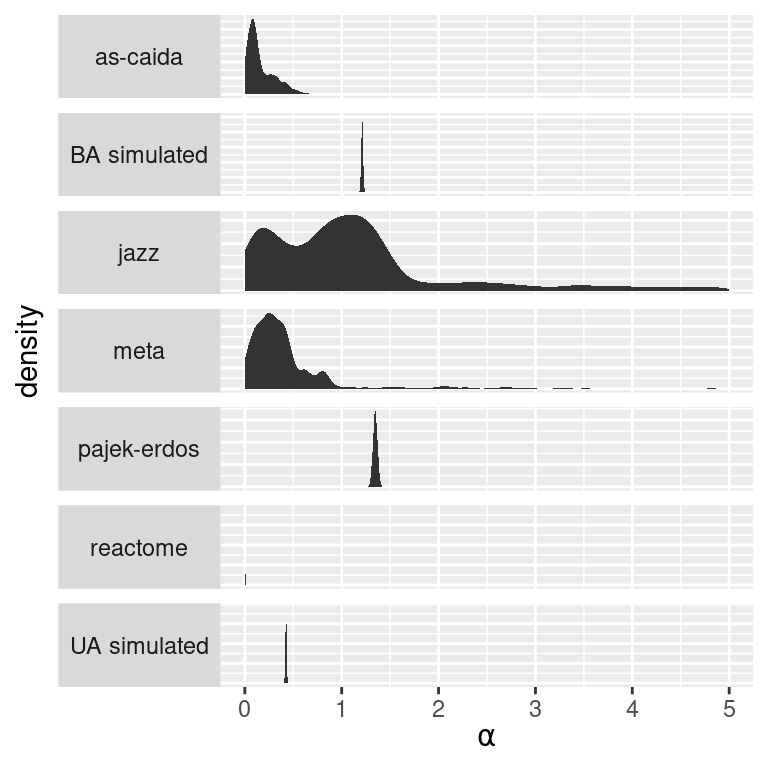 as-caida
BA simulated
jazz
meta
pajek-erdos
reactome
UA simulated
density
0 1 2 3 4 5
α